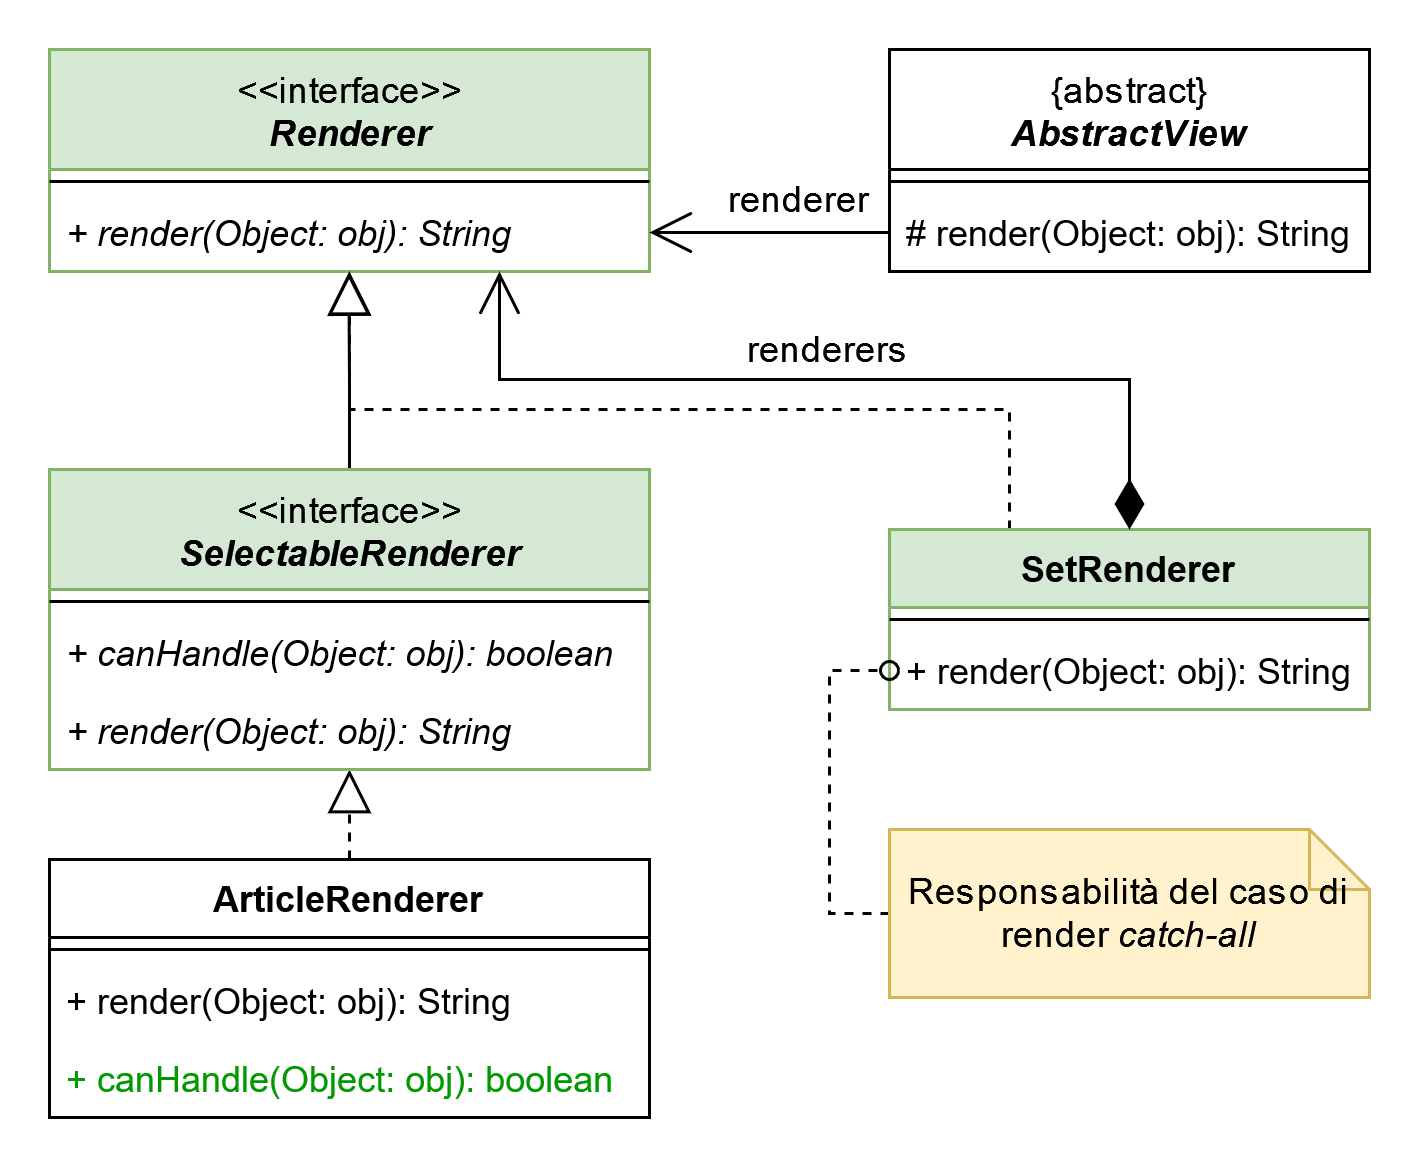 <<interface>>
Renderer
+ render(Object: obj): String
{abstract}
AbstractView
# render(Object: obj): String
renderer
renderers
<<interface>>
SelectableRenderer
+ canHandle(Object: obj): boolean
+ render(Object: obj): String
SetRenderer
+ render(Object: obj): String
ArticleRenderer
+ render(Object: obj): String
+ canHandle(Object: obj): boolean
Responsabilità del caso di
render catch-all